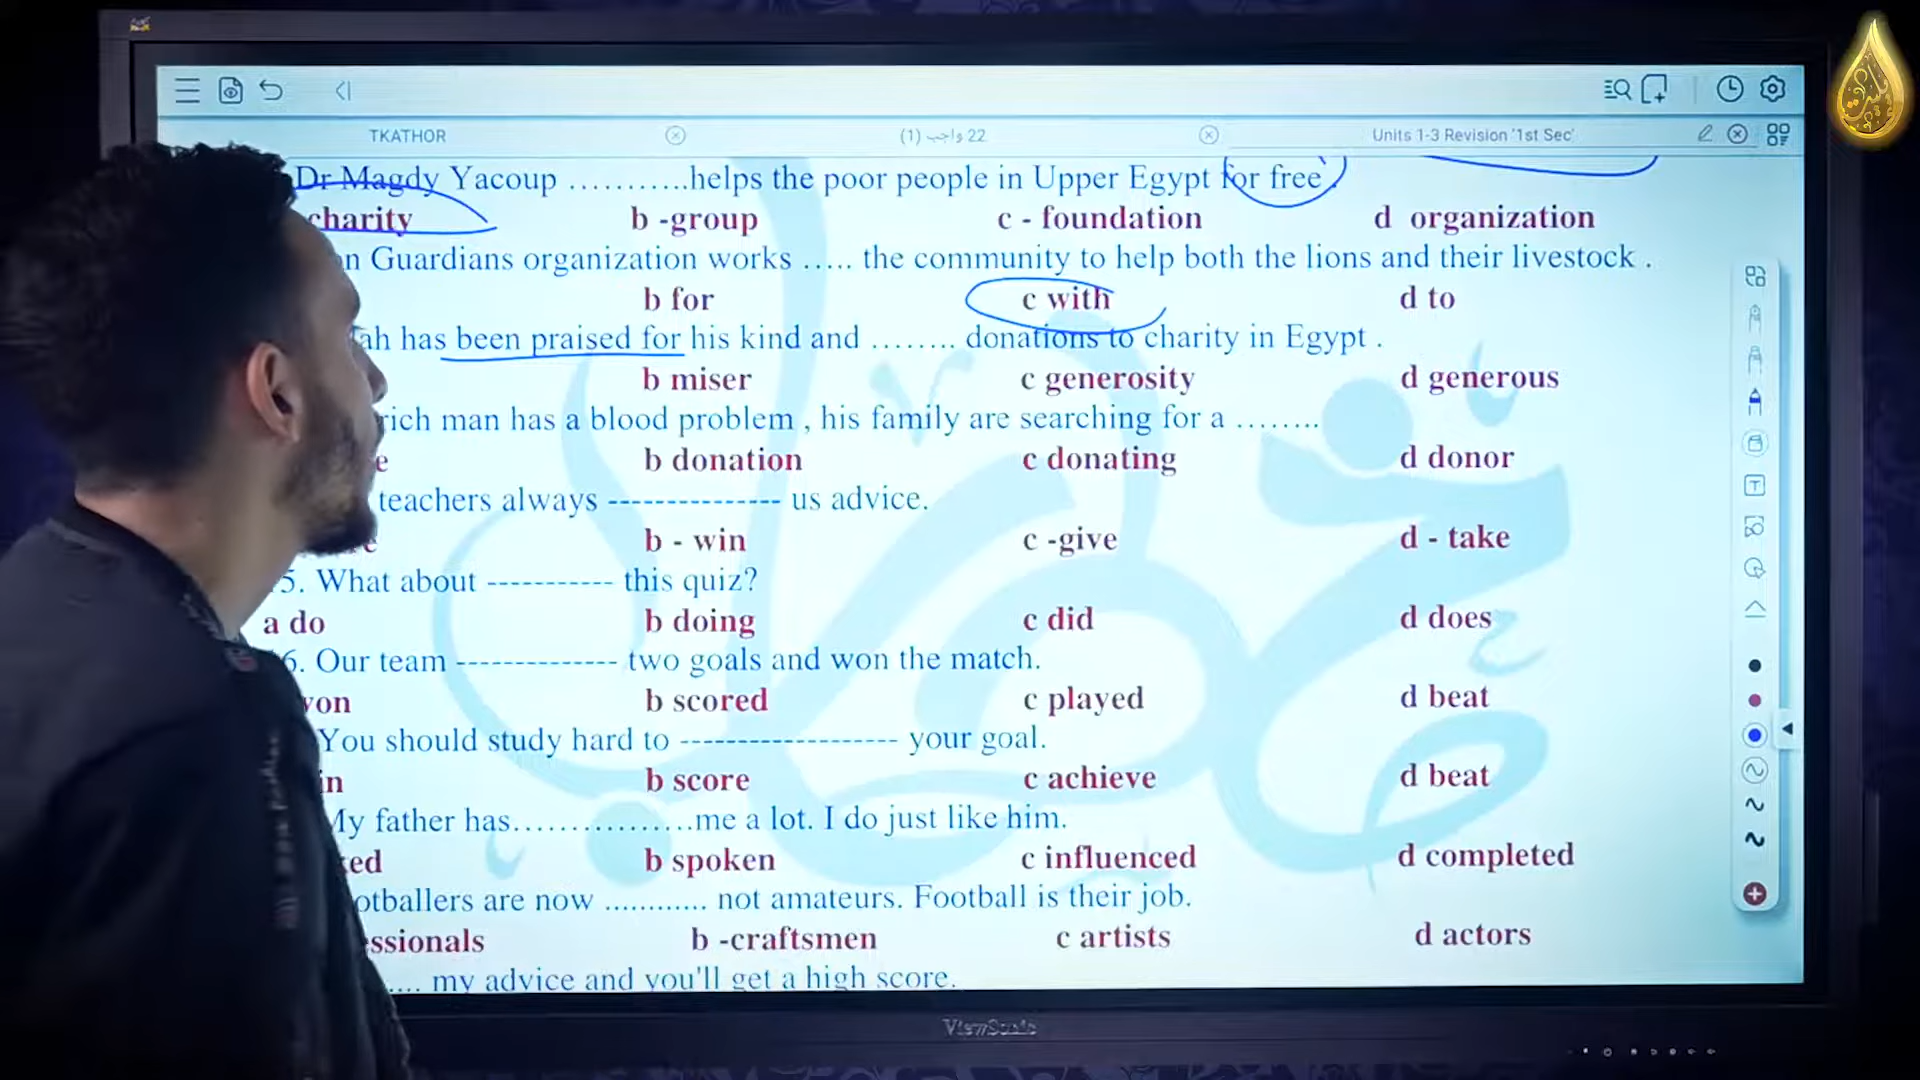 TKATHOR
22 واجب (1)
Units 1-3 Revision '1st Sec'
Dr Magdy Yacoup ...........helps the poor people in Upper Egypt for free.
charity b -group c - foundation d organization
Guardians organization works ..... the community to help both the lions and their livestock .
b for c with d to
has been praised for his kind and ........ donations to charity in Egypt .
b miser c generosity d generous
rich man has a blood problem , his family are searching for a ........
b donation c donating d donor
teachers always --------------- us advice.
b - win c -give d - take
5. What about ----------- this quiz?
a do b doing c did d does
6. Our team -------------- two goals and won the match.
won b scored c played d beat
You should study hard to ------------------- your goal.
b score c achieve d beat
My father has.................me a lot. I do just like him.
b spoken c influenced d completed
are now ............ not amateurs. Football is their job.
b -craftsmen c artists d actors
.... my advice and you'll get a high score.
ViewSonic